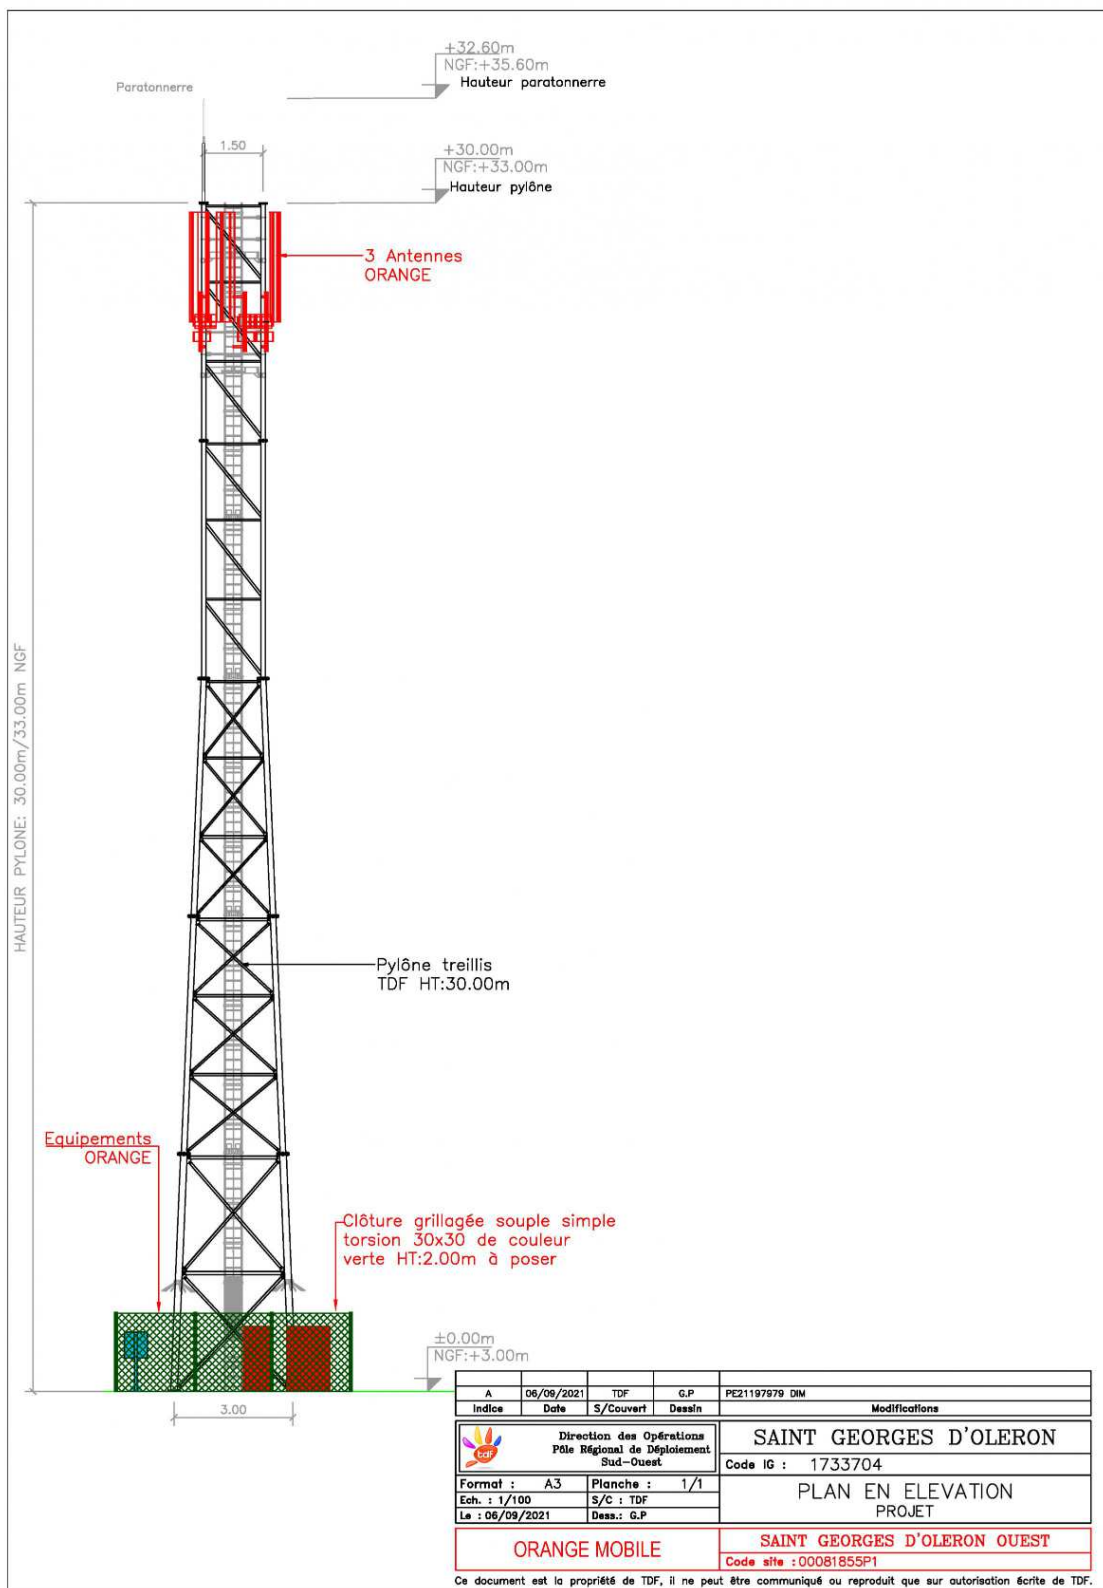 +32.60m
NGF:+35.60m
Hauteur paratonnerre
Paratonnerre
1.50
+30.00m
NGF:+33.00m
Hauteur pylône
3 Antennes
ORANGE
HAUTEUR PYLONE: 30.00m/33.00m NGF
Pylône treillis
TDF HT:30.00m
Equipements
ORANGE
Clôture grillagée souple simple
torsion 30x30 de couleur
verte HT:2.00m à poser
±0.00m
NGF:+3.00m
3.00
A 06/09/2021 TDF G.P PE21197979 DIM
Indice Date S/Couvert Dessin Modifications
tdf
Direction des Opérations
Pôle Régional de Déploiement
Sud-Ouest
SAINT GEORGES D'OLERON
Code IG : 1733704
Format : A3 Planche : 1/1
Ech. : 1/100 S/C : TDF
Le : 06/09/2021 Dess.: G.P
PLAN EN ELEVATION
PROJET
ORANGE MOBILE
SAINT GEORGES D'OLERON OUEST
Code site : 00081855P1
Ce document est la propriété de TDF, il ne peut être communiqué ou reproduit que sur autorisation écrite de TDF.